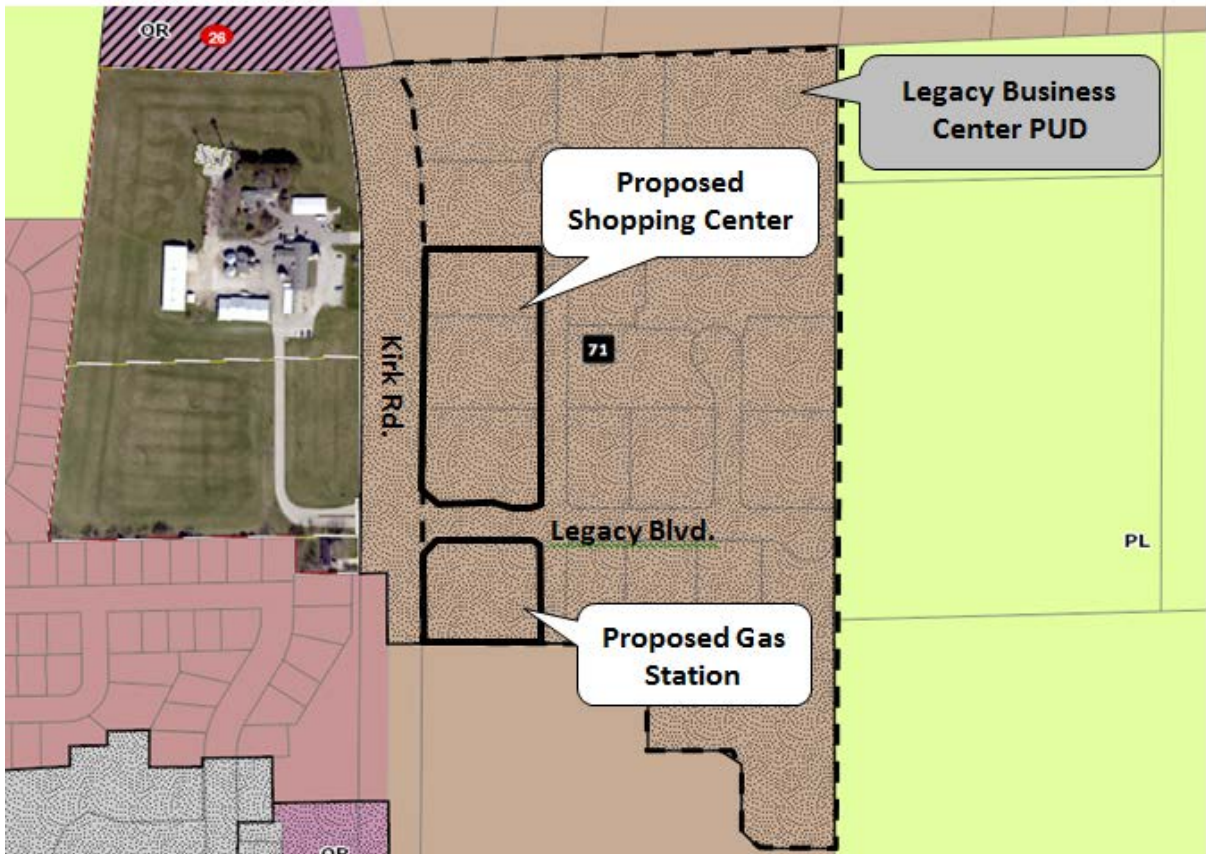 OR
26
Legacy Business
Center PUD
Proposed
Shopping Center
Kirk Rd.
71
Legacy Blvd.
PL
Proposed Gas
Station
OR